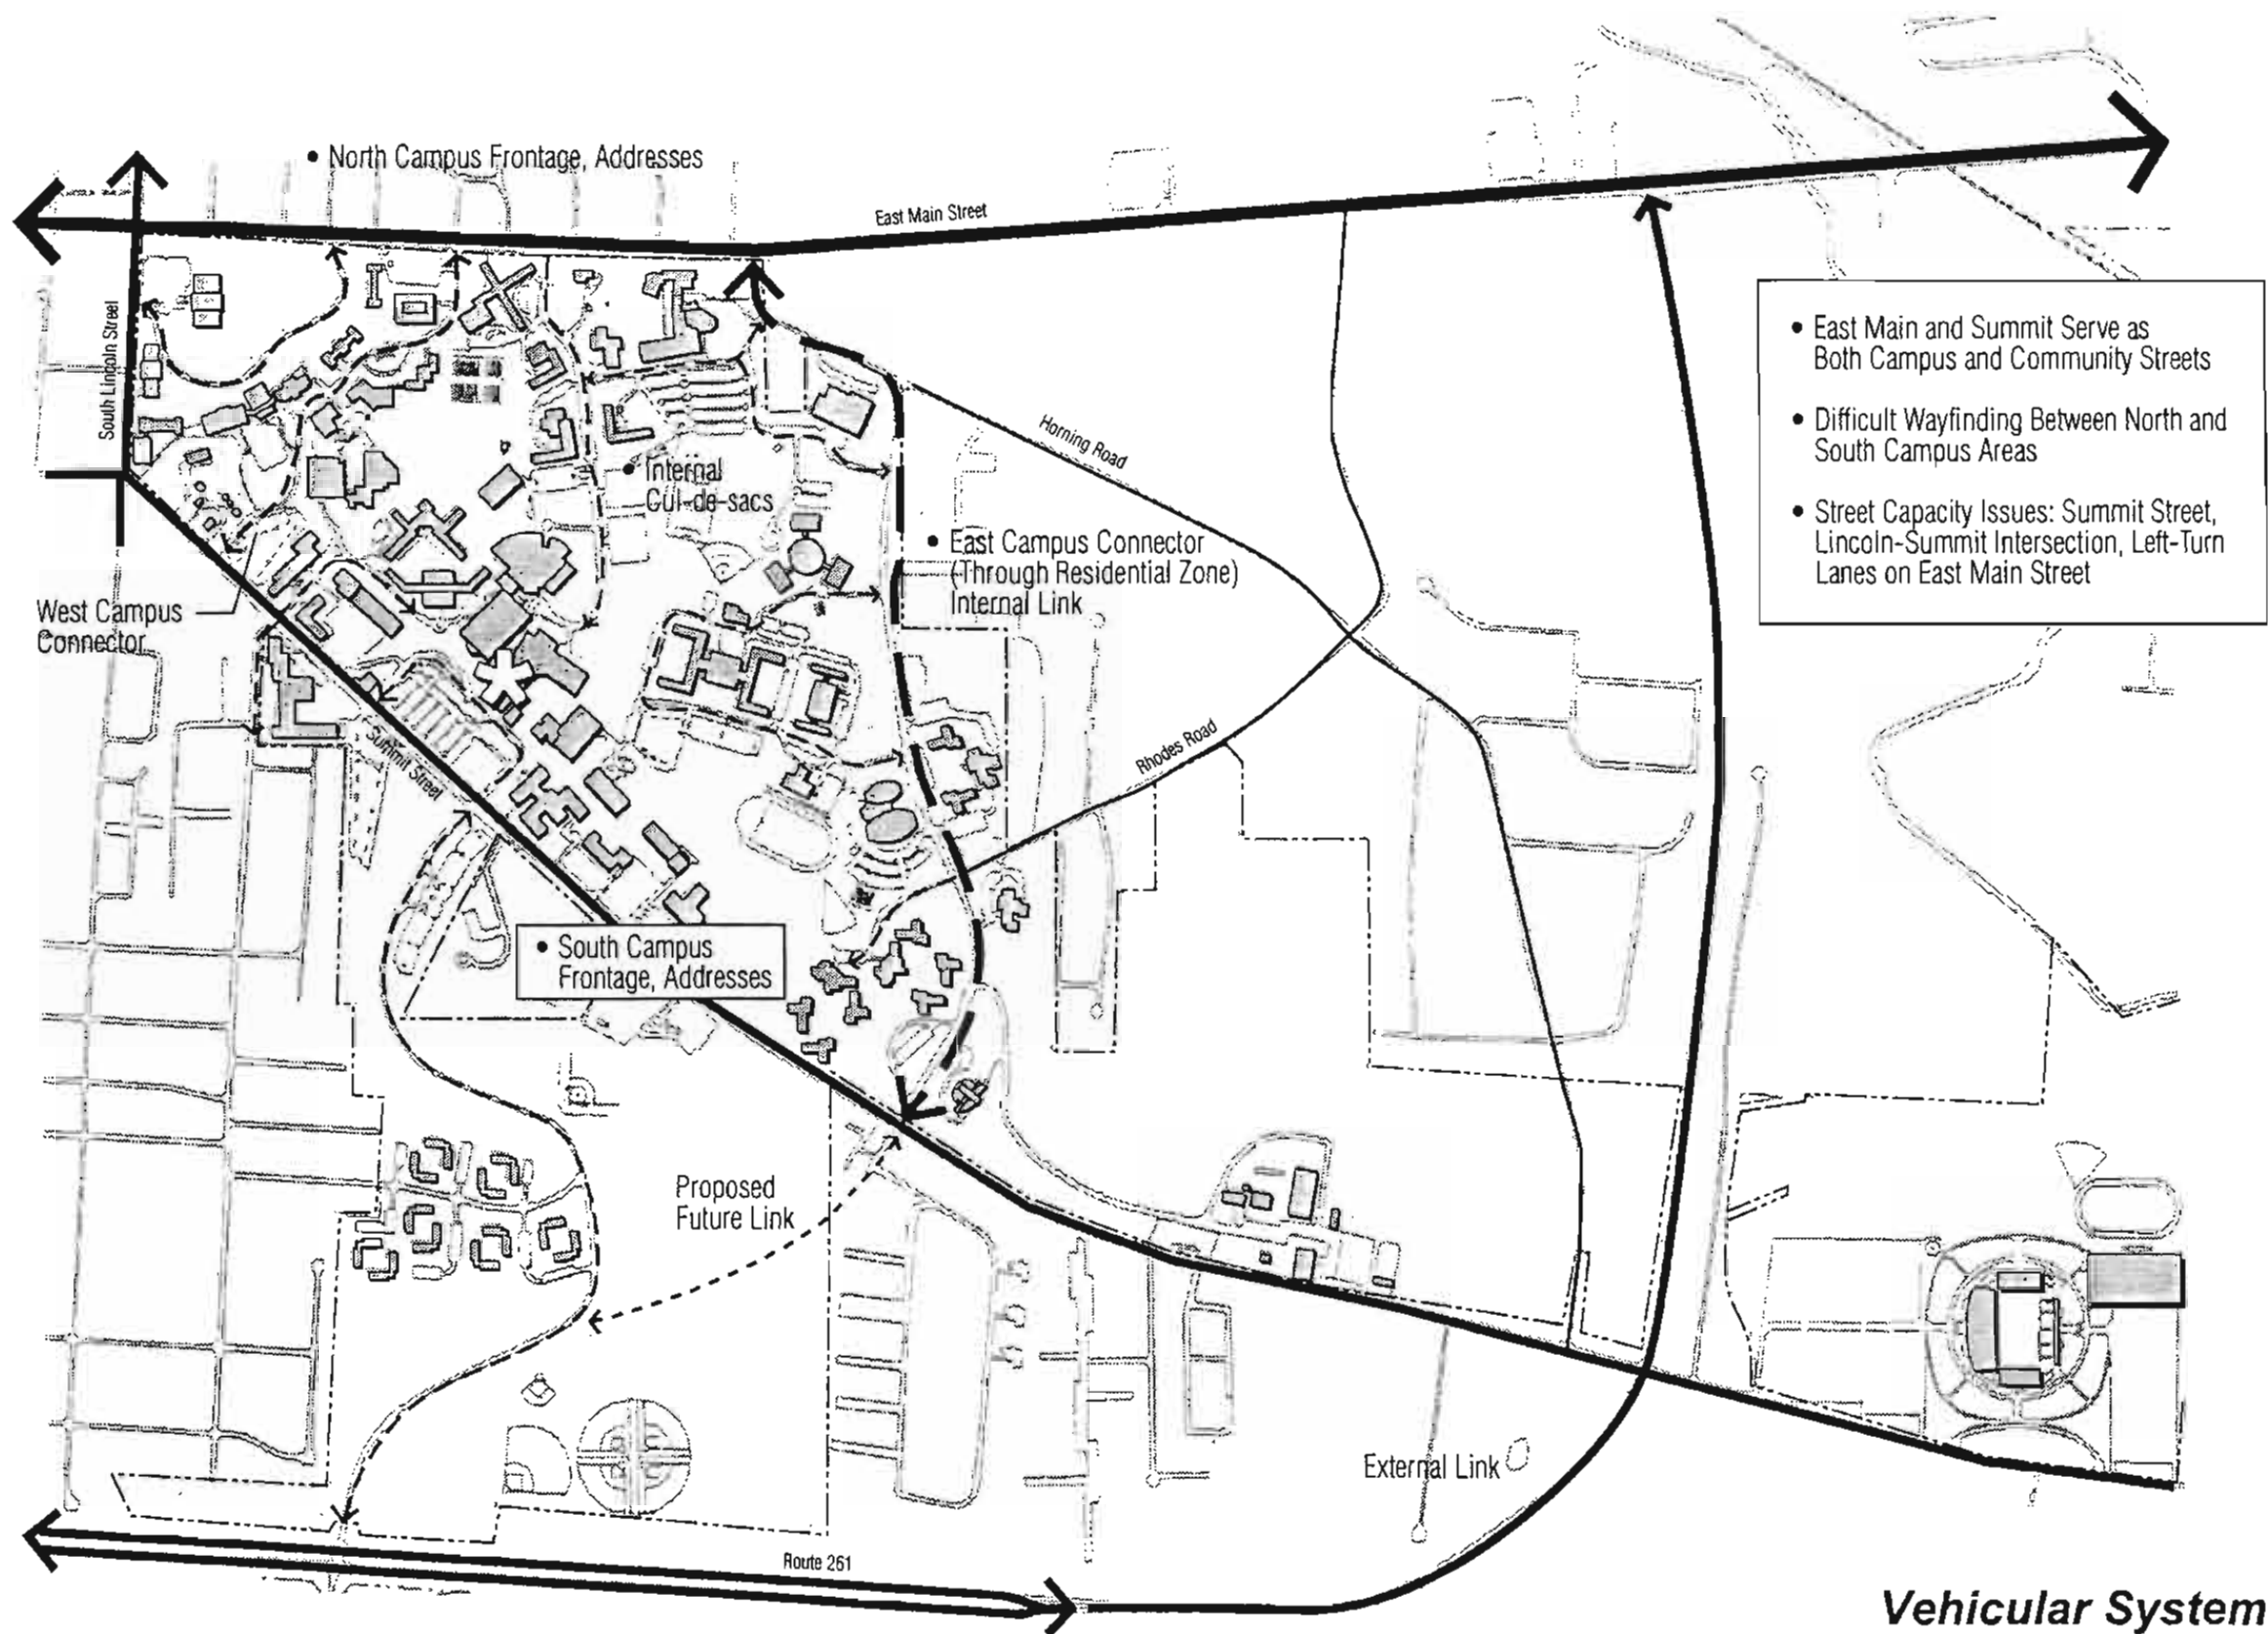 • North Campus Frontage, Addresses
East Main Street
South Lincoln Street
• East Main and Summit Serve as
Both Campus and Community Streets
• Difficult Wayfinding Between North and
South Campus Areas
• Street Capacity Issues: Summit Street,
Lincoln-Summit Intersection, Left-Turn
Lanes on East Main Street
Horning Road
• Internal
Cul-de-sacs
• East Campus Connector
(Through Residential Zone)
Internal Link
West Campus
Connector
Summit Street
Rhodes Road
• South Campus
Frontage, Addresses
Proposed
Future Link
External Link
Route 261
Vehicular System